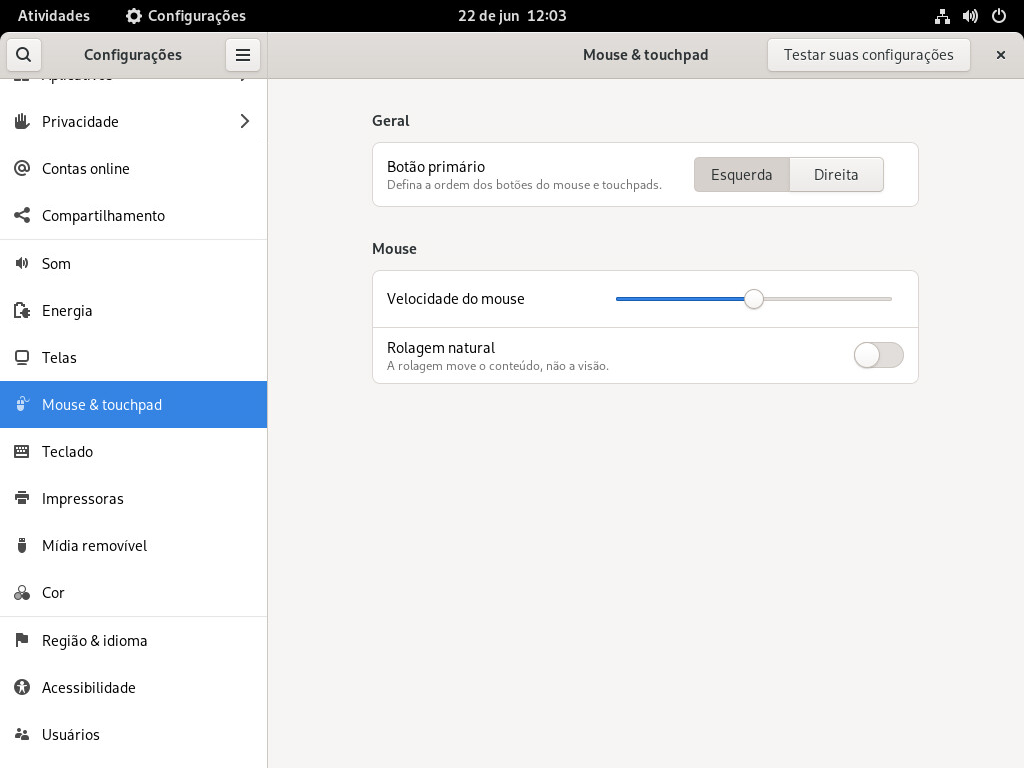 Atividades
Configurações
22 de jun 12:03
Configurações
Mouse & touchpad
Testar suas configurações
Aplicativos
Privacidade
Contas online
Compartilhamento
Som
Energia
Telas
Mouse & touchpad
Teclado
Impressoras
Mídia removível
Cor
Região & idioma
Acessibilidade
Usuários
Geral
Botão primário
Defina a ordem dos botões do mouse e touchpads.
Esquerda
Direita
Mouse
Velocidade do mouse
Rolagem natural
A rolagem move o conteúdo, não a visão.